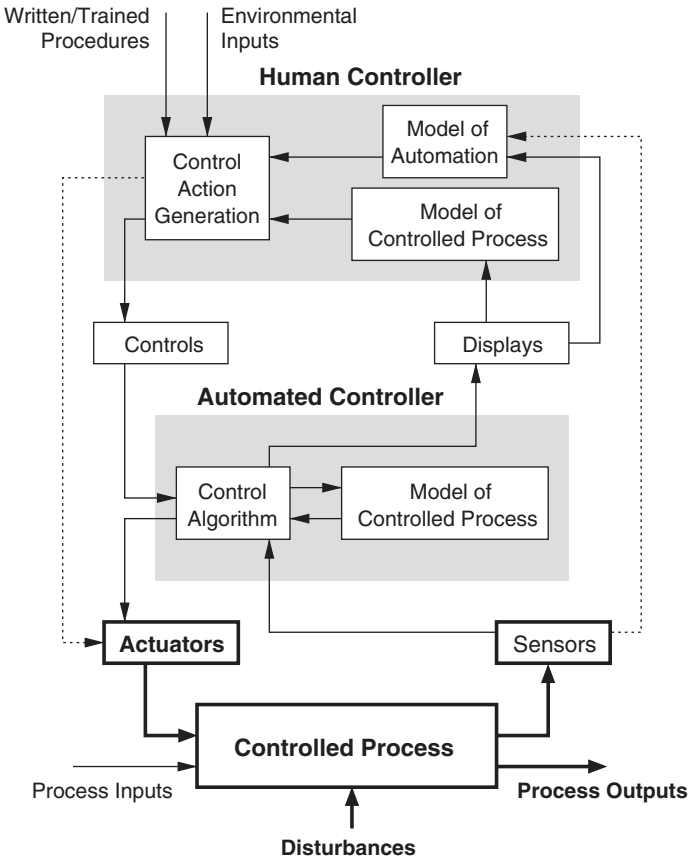 Written/Trained
Procedures
Environmental
Inputs
Human Controller
Model of
Automation
Control
Action
Generation
Model of
Controlled Process
Controls
Displays
Automated Controller
Control
Algorithm
Model of
Controlled Process
Actuators
Sensors
Controlled Process
Process Inputs
Process Outputs
Disturbances